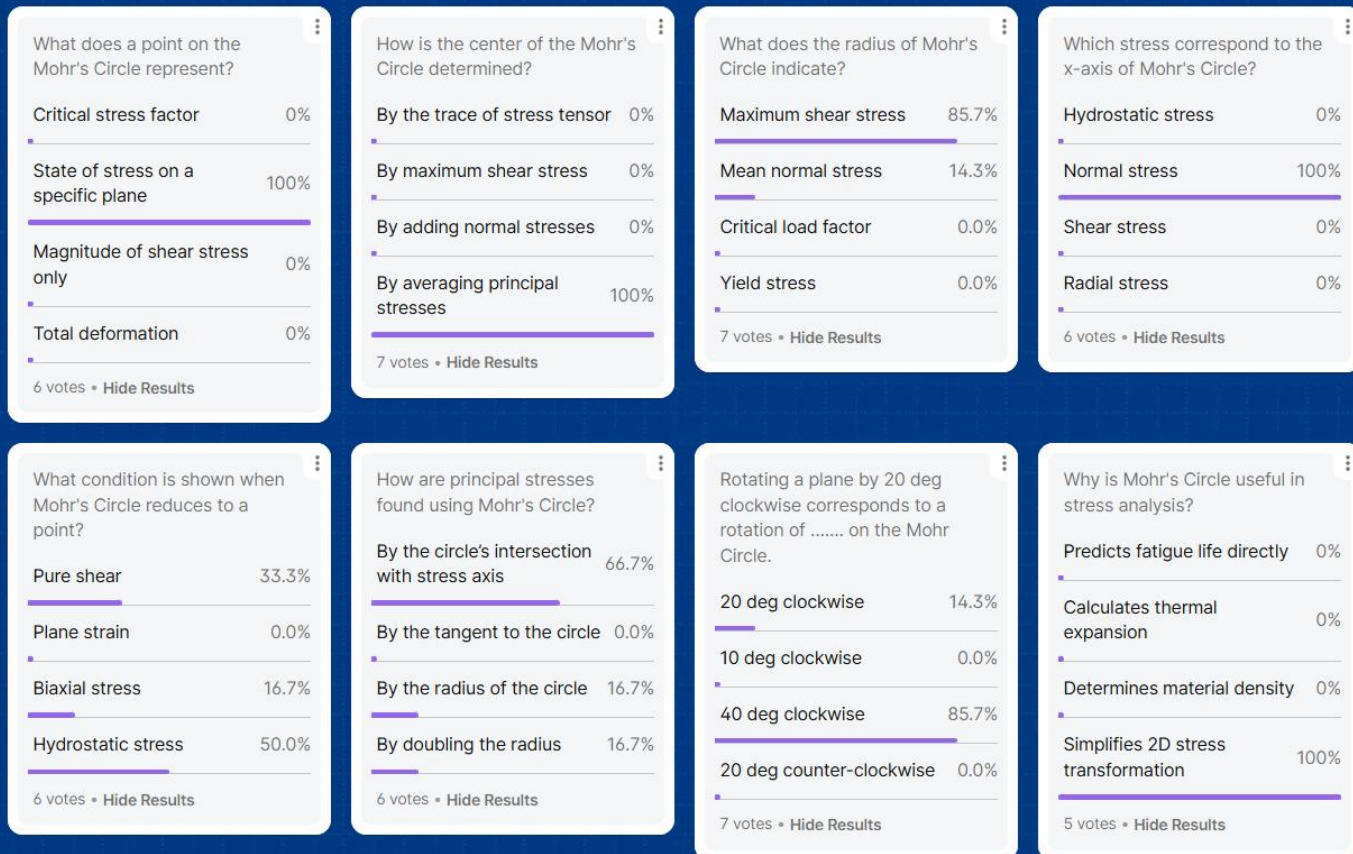 What does a point on the
Mohr's Circle represent?
Critical stress factor 0%
State of stress on a
specific plane 100%
Magnitude of shear stress
only 0%
Total deformation 0%
6 votes • Hide Results
How is the center of the Mohr's
Circle determined?
By the trace of stress tensor 0%
By maximum shear stress 0%
By adding normal stresses 0%
By averaging principal
stresses 100%
7 votes • Hide Results
What does the radius of Mohr's
Circle indicate?
Maximum shear stress 85.7%
Mean normal stress 14.3%
Critical load factor 0.0%
Yield stress 0.0%
7 votes • Hide Results
Which stress correspond to the
x-axis of Mohr's Circle?
Hydrostatic stress 0%
Normal stress 100%
Shear stress 0%
Radial stress 0%
6 votes • Hide Results
What condition is shown when
Mohr's Circle reduces to a
point?
Pure shear 33.3%
Plane strain 0.0%
Biaxial stress 16.7%
Hydrostatic stress 50.0%
6 votes • Hide Results
How are principal stresses
found using Mohr's Circle?
By the circle’s intersection
with stress axis 66.7%
By the tangent to the circle 0.0%
By the radius of the circle 16.7%
By doubling the radius 16.7%
6 votes • Hide Results
Rotating a plane by 20 deg
clockwise corresponds to a
rotation of ....... on the Mohr
Circle.
20 deg clockwise 14.3%
10 deg clockwise 0.0%
40 deg clockwise 85.7%
20 deg counter-clockwise 0.0%
7 votes • Hide Results
Why is Mohr's Circle useful in
stress analysis?
Predicts fatigue life directly 0%
Calculates thermal
expansion 0%
Determines material density 0%
Simplifies 2D stress
transformation 100%
5 votes • Hide Results